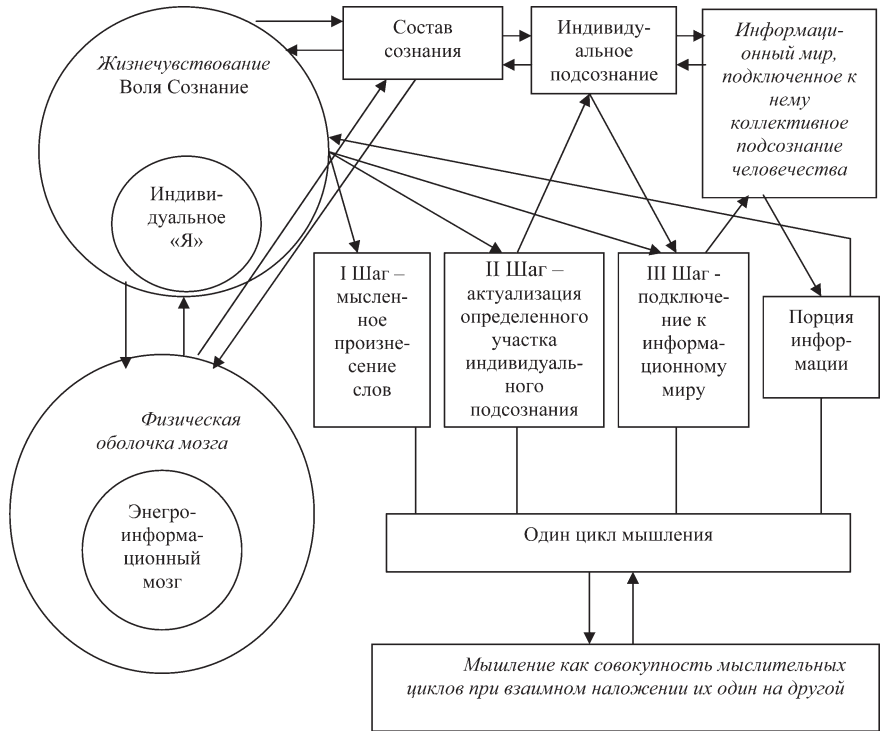 Жизнечувствование
Воля Сознание
Индиви-
дуальное
«Я»
Состав
сознания
Индивиду-
альное
подсознание
Информаци-
онный мир,
подключенное к
нему
коллективное
подсознание
человечества
I Шаг –
мыслен-
ное
произне-
сение
слов
II Шаг –
актуализация
определенного
участка
индивидуаль-
ного
подсознания
III Шаг -
подключе-
ние к
информа-
ционному
миру
Порция
инфор-
мации
Физическая
оболочка мозга
Энегро-
информа-
ционный
мозг
Один цикл мышления
Мышление как совокупность мыслительных
циклов при взаимном наложении их один на другой